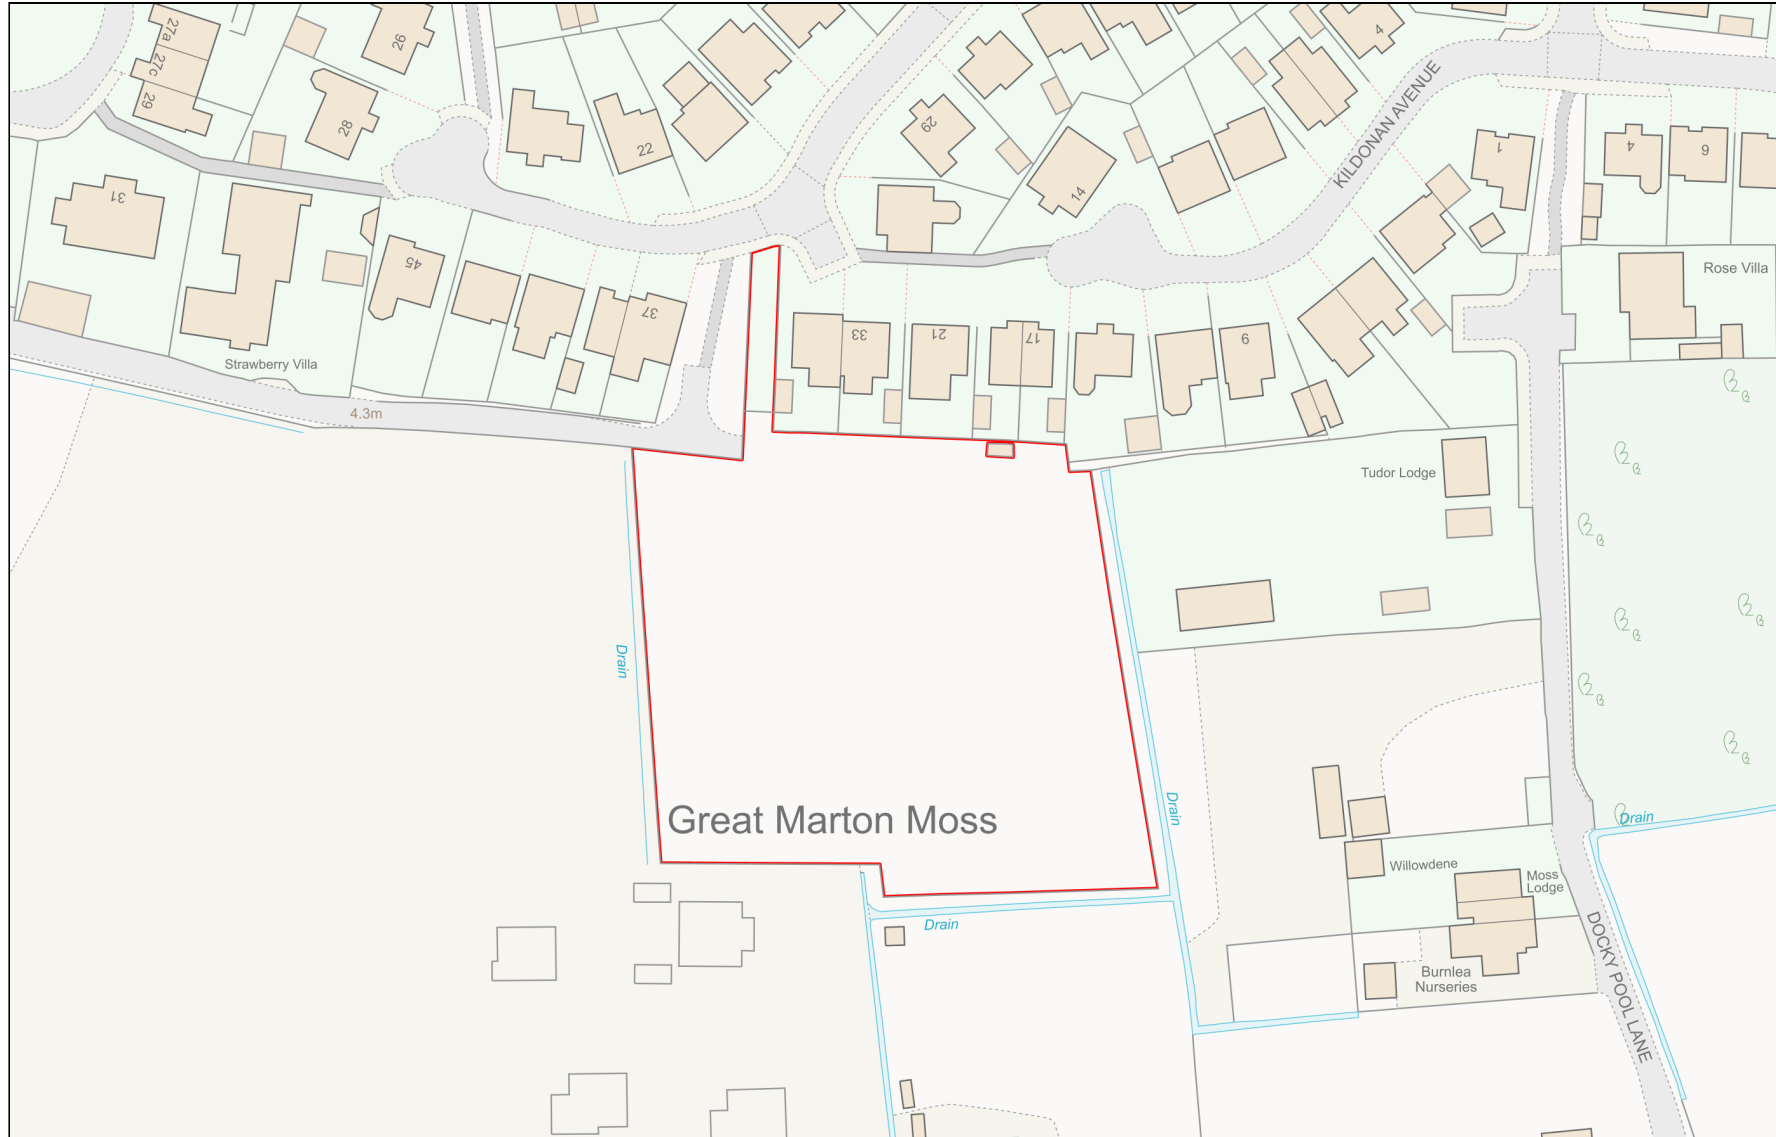 27a
27c
29
26
28
22
29
14
4
KILDONAN AVENUE
1
4
6
31
45
37
33
21
17
9
Rose Villa
Strawberry Villa
4.3m
Tudor Lodge
Drain
Great Marton Moss
Drain
Drain
Willowdene
Moss
Lodge
Drain
Burnlea
Nurseries
DOCKY POOL LANE